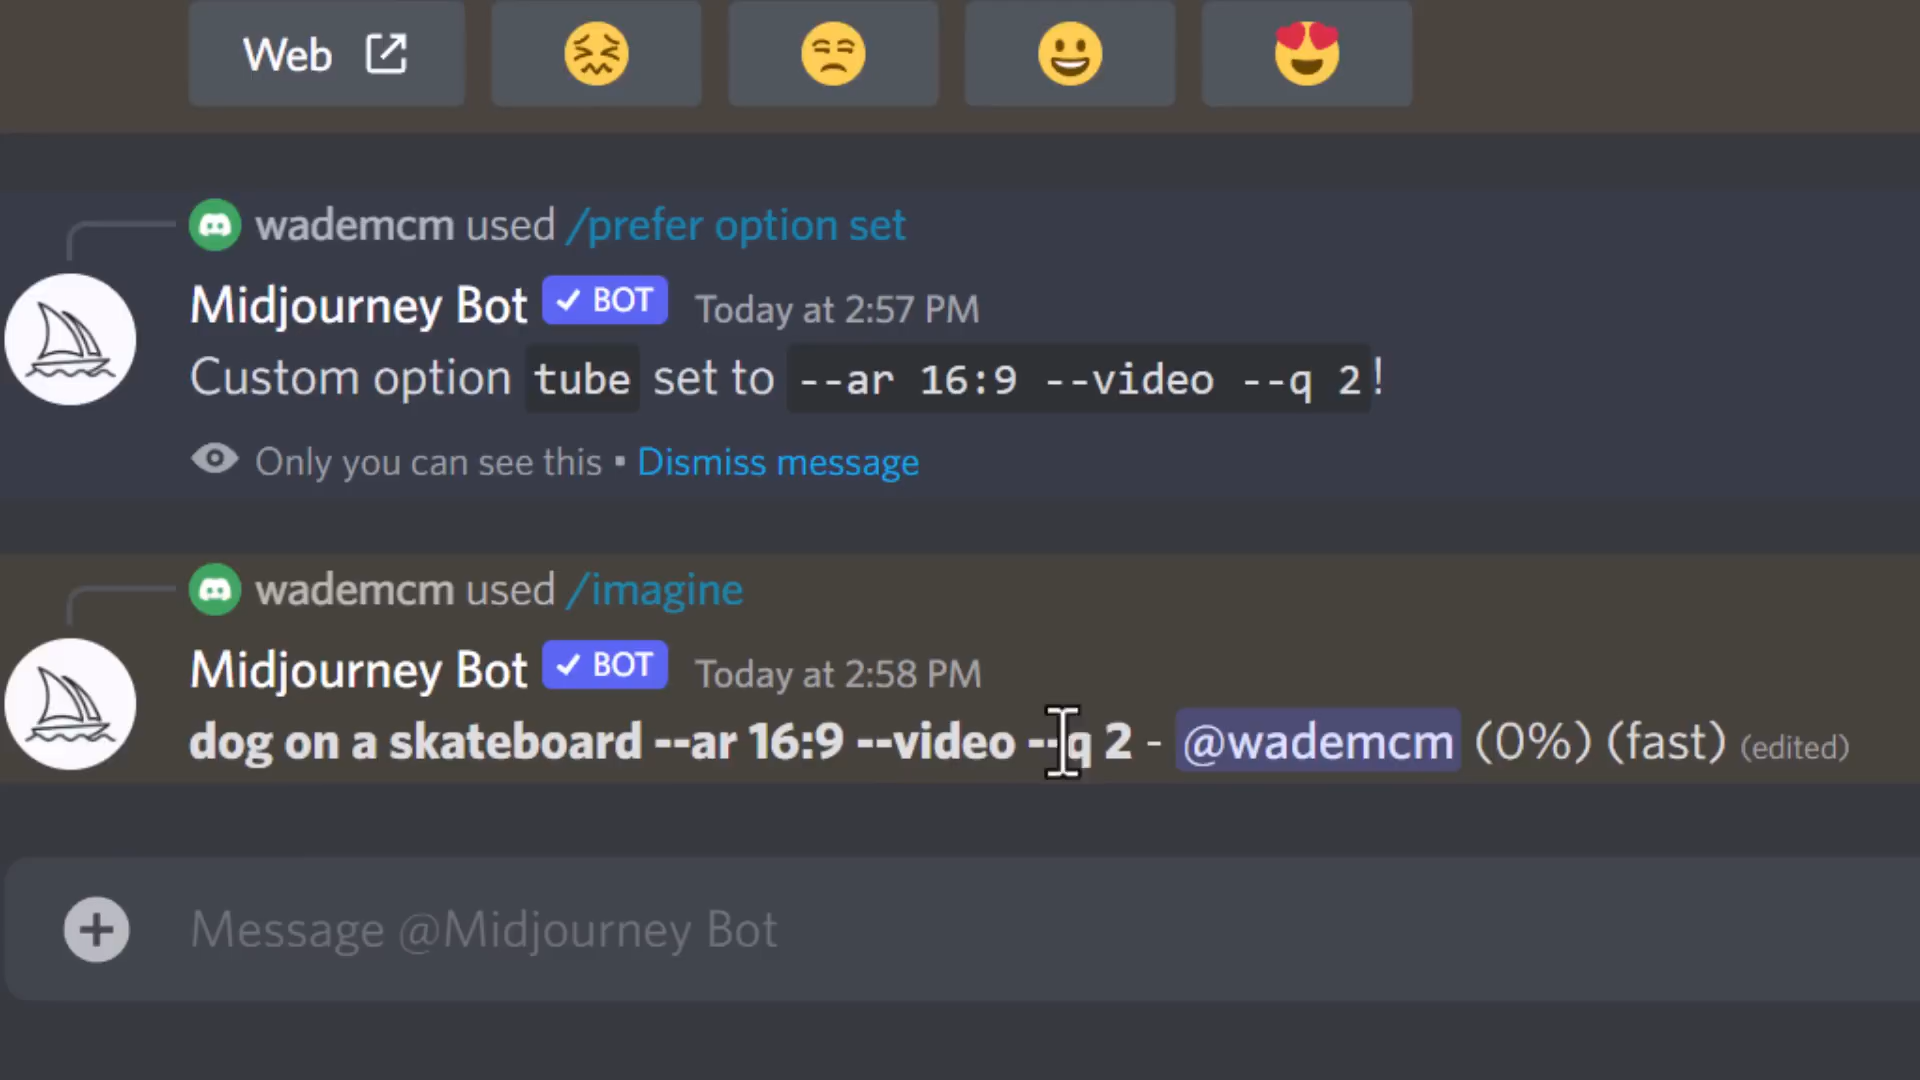 Web
wademcm used /prefer option set
Midjourney Bot ✓ BOT Today at 2:57 PM
Custom option tube set to --ar 16:9 --video --q 2!
Only you can see this • Dismiss message
wademcm used /imagine
Midjourney Bot ✓ BOT Today at 2:58 PM
dog on a skateboard --ar 16:9 --video --q 2 - @wademcm (0%) (fast) (edited)
Message @Midjourney Bot